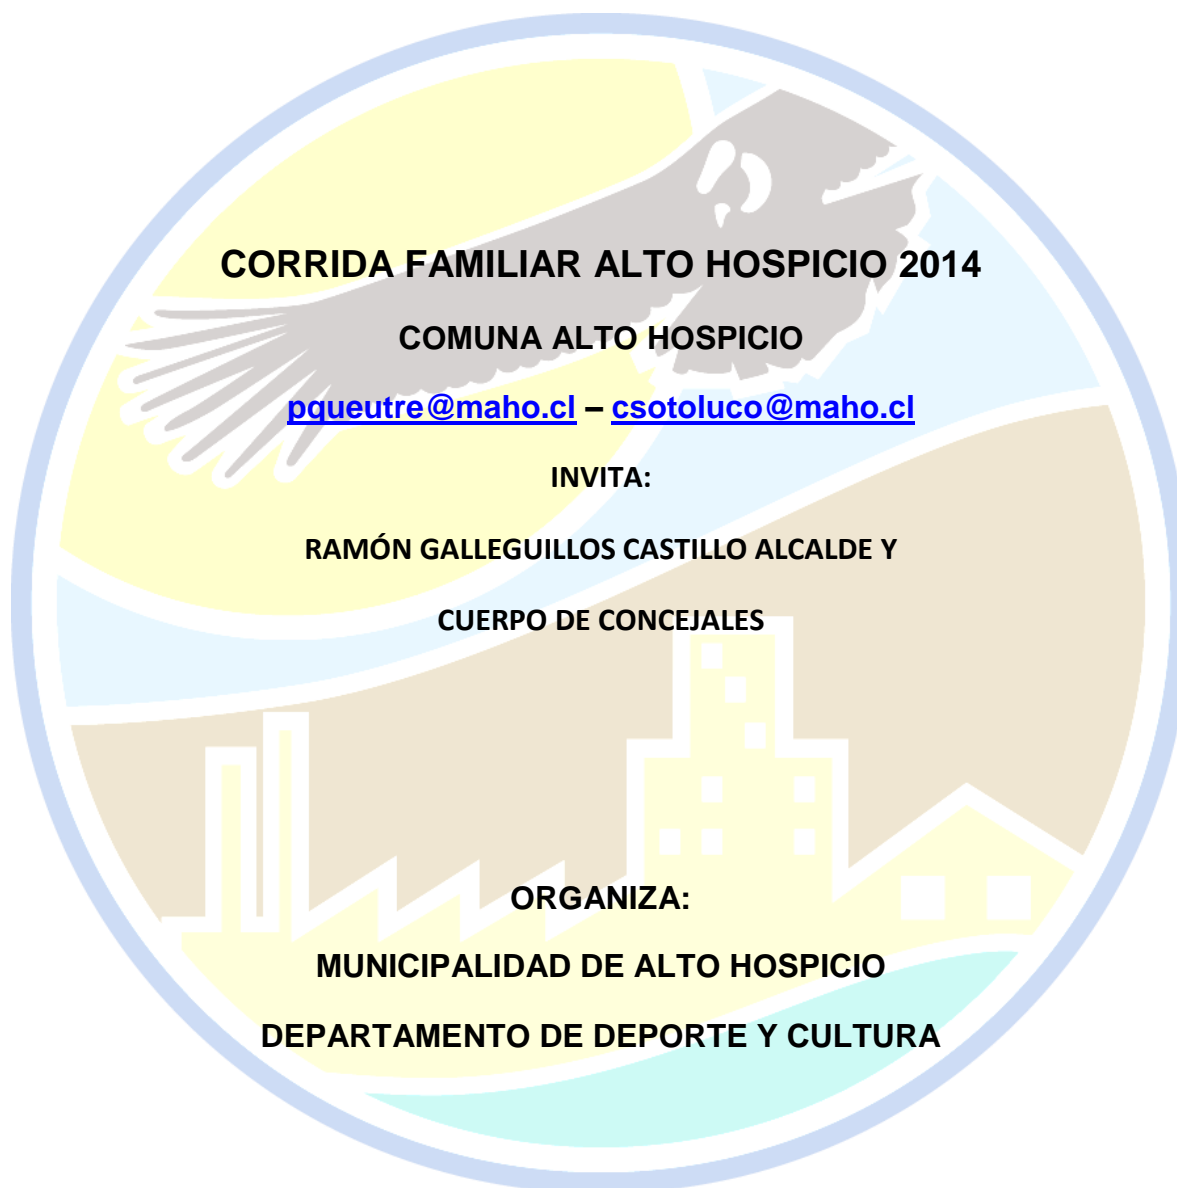 CORRIDA FAMILIAR ALTO HOSPICIO 2014
COMUNA ALTO HOSPICIO
pqueutre@maho.cl – csotoluco@maho.cl
INVITA:
RAMÓN GALLEGUILLOS CASTILLO ALCALDE Y
CUERPO DE CONCEJALES
ORGANIZA:
MUNICIPALIDAD DE ALTO HOSPICIO
DEPARTAMENTO DE DEPORTE Y CULTURA